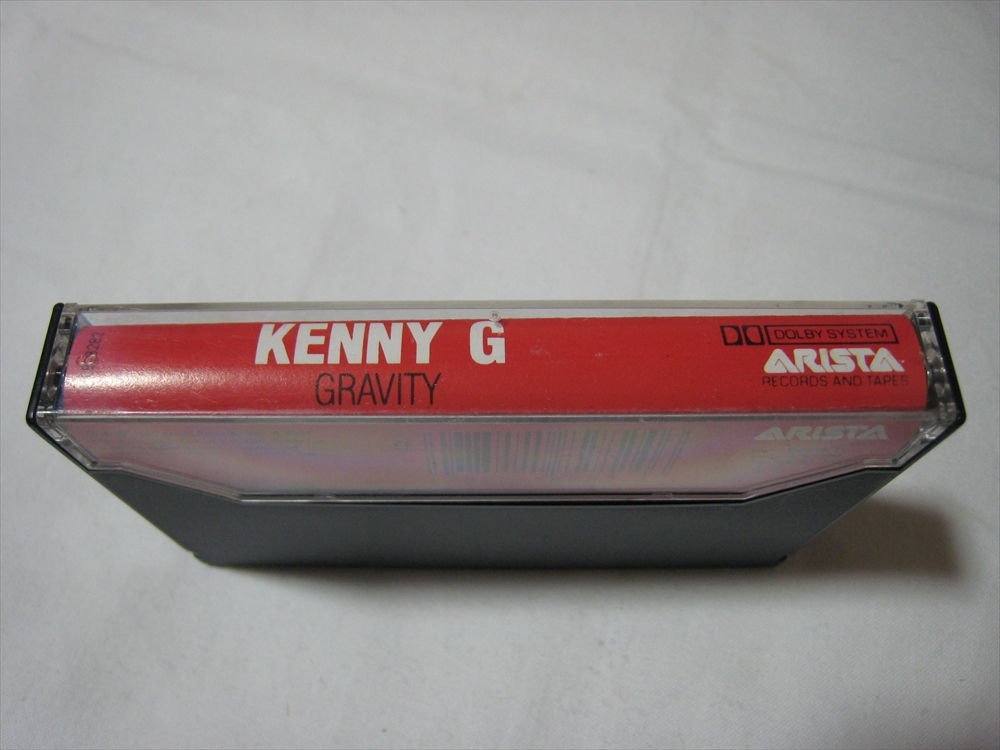 KENNY G
GRAVITY
DOLBY SYSTEM
ARISTA
RECORDS AND TAPES
ARISTA